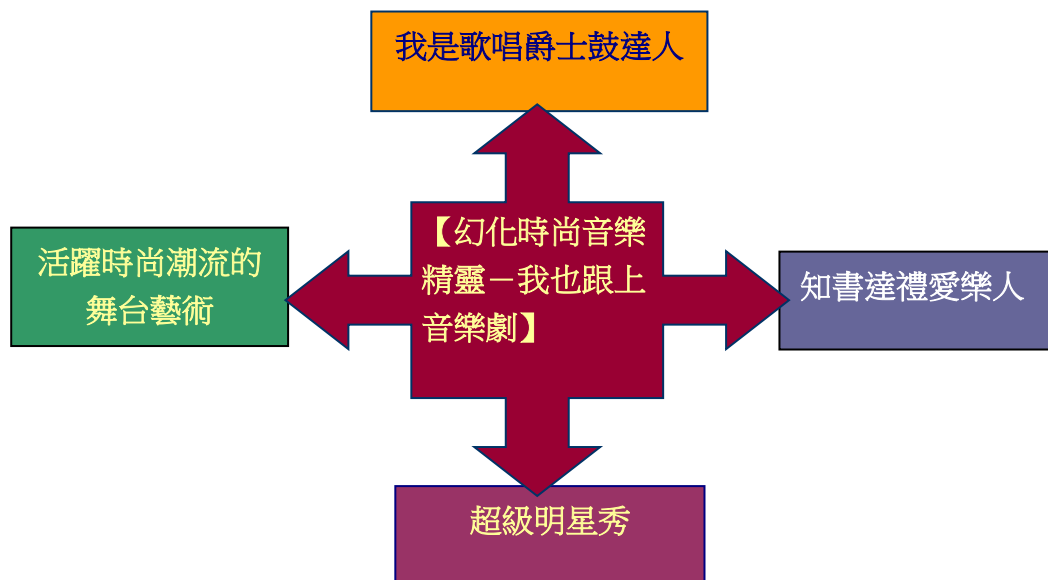 我是歌唱爵士鼓達人
【幻化時尚音樂
精靈－我也跟上
音樂劇】
活躍時尚潮流的
舞台藝術
知書達禮愛樂人
超級明星秀